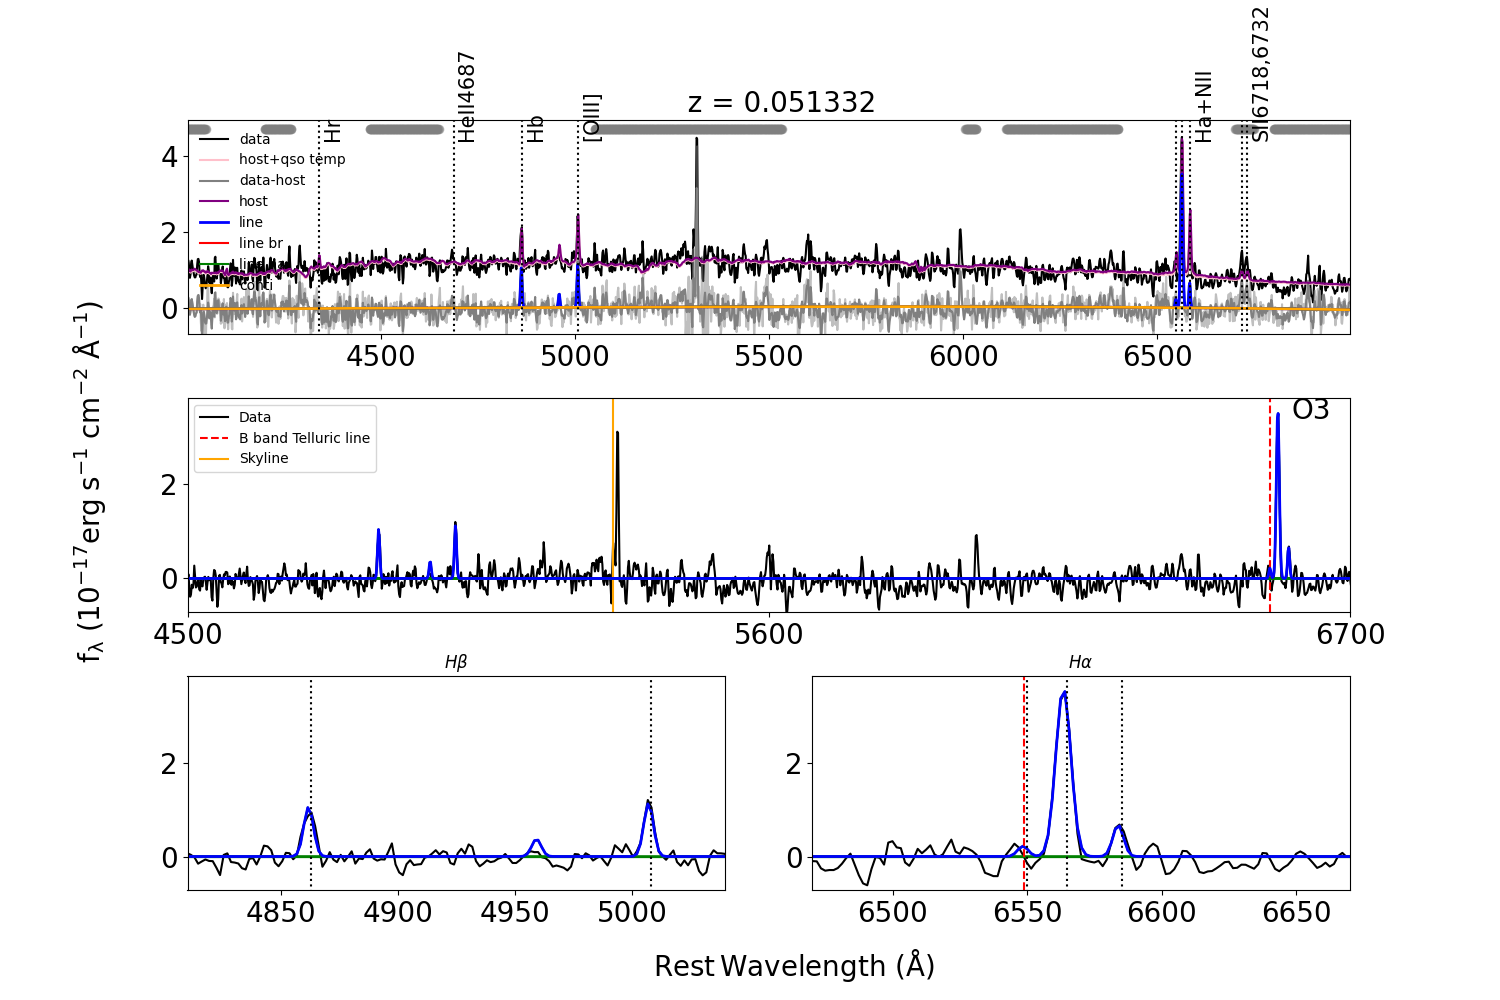 z = 0.051332
Hr
HeII4687
Hb
[OIII]
Ha+NII
SII6718,6732
data
host+qso temp
data-host
host
line
line br
conti
4
2
0
4500
5000
5500
6000
6500
Data
B band Telluric line
Skyline
O3
2
0
4500
5600
6700
fλ (10⁻¹⁷erg s⁻¹ cm⁻² Å⁻¹)
Hβ
2
0
4850
4900
4950
5000
Hα
2
0
6500
6550
6600
6650
Rest Wavelength (Å)